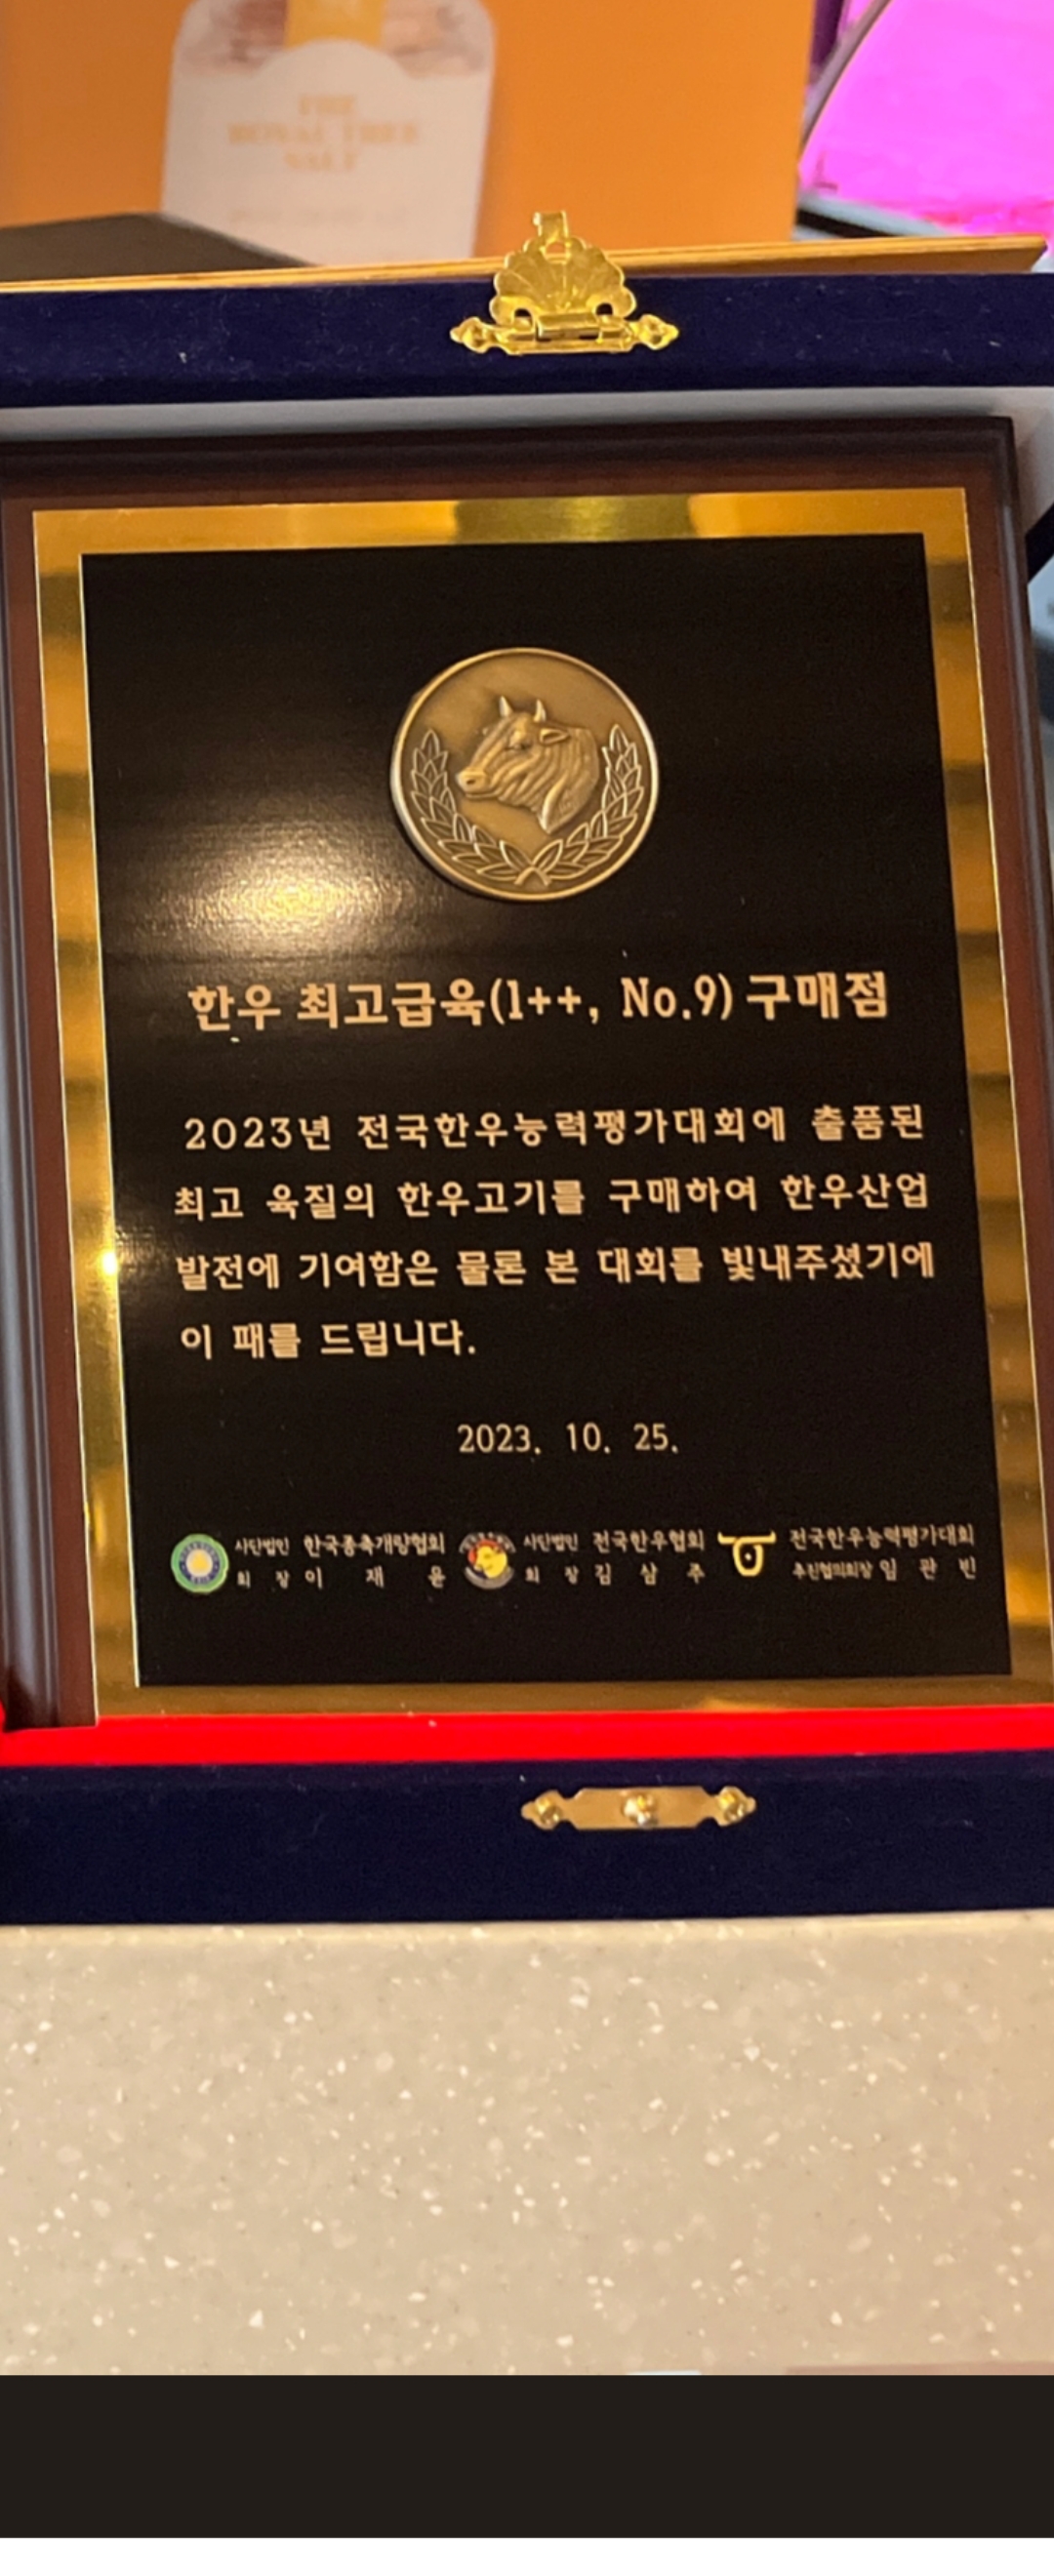 THE
ROYAL TREE
SALT
한우 최고급육(1++, No.9) 구매점
2023년 전국한우능력평가대회에 출품된
최고 육질의 한우고기를 구매하여 한우산업
발전에 기여함은 물론 본 대회를 빛내주셨기에
이 패를 드립니다.
2023. 10. 25.
사단법인 한국종축개량협회 사단법인 전국한우협회 전국한우능력평가대회
회 장 이 재 윤 회 장 김 삼 주 추진협의회장 임 관 빈